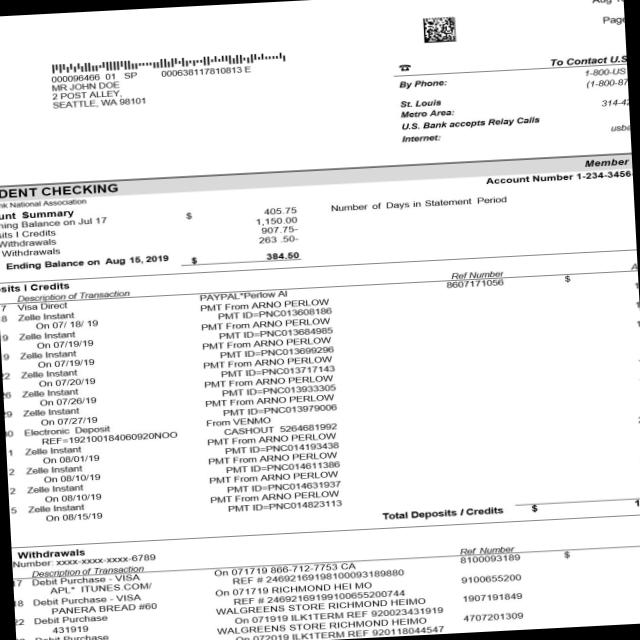 Page
000096466 01 SP 000638117810813 E
MR JOHN DOE
2 POST ALLEY,
SEATTLE, WA 98101
To Contact U.S
By Phone: 1-800-US
(1-800-87
St. Louis
Metro Area: 314-42
U.S. Bank accepts Relay Calls
Internet: usba
DENT CHECKING Member
nk National Association Account Number 1-234-3456-
unt Summary Number of Days in Statement Period
ning Balance on Jul 17 $ 405.75
sits I Credits 1,150.00
Withdrawals 907.75-
Withdrawals 263 .50-
Ending Balance on Aug 15, 2019 $ 384.50
sits I Credits
Description of Transaction Ref Number
7 Visa Direct PAYPAL*Perlow AI 8607171056 $
8 Zelle Instant PMT From ARNO PERLOW
On 07/ 18/ 19 PMT ID=PNC013608186
9 Zelle Instant PMT From ARNO PERLOW
On 07/19/19 PMT ID=PNC013684985
9 Zelle Instant PMT From ARNO PERLOW
On 07/19/19 PMT ID=PNC013699296
22 Zelle Instant PMT From ARNO PERLOW
On 07/20/19 PMT ID=PNC013717143
26 Zelle Instant PMT From ARNO PERLOW
On 07/26/19 PMT ID=PNC013933305
29 Zelle Instant PMT From ARNO PERLOW
On 07/27/19 PMT ID=PNC013979006
30 Electronic Deposit From VENMO
REF=192100184060920NOO CASHOUT 5264681992
1 Zelle Instant PMT From ARNO PERLOW
On 08/01/19 PMT ID=PNC014193438
2 Zelle Instant PMT From ARNO PERLOW
On 08/10/19 PMT ID=PNC014611386
2 Zelle Instant PMT From ARNO PERLOW
On 08/10/19 PMT ID=PNC014631937
5 Zelle Instant PMT From ARNO PERLOW
On 08/15/19 PMT ID=PNC014823113
Total Deposits / Credits $
Withdrawals
Number: xxxx-xxxx-xxxx-6789
Description of Transaction Ref Number
17 Debit Purchase - VISA On 071719 866-712-7753 CA 8100093189 $
APL* ITUNES.COM/ REF # 24692169198100093189880
18 Debit Purchase - VISA On 071719 RICHMOND HEI MO 9100655200
PANERA BREAD #60 REF # 24692169199100655200744
22 Debit Purchase WALGREENS STORE RICHMOND HEIMO 1907191849
431919 On 071919 ILK1TERM REF 920023431919
Debit Purchase WALGREENS STORE RICHMOND HEIMO 4707201309
On 072019 ILK1TERM REF 920118044547